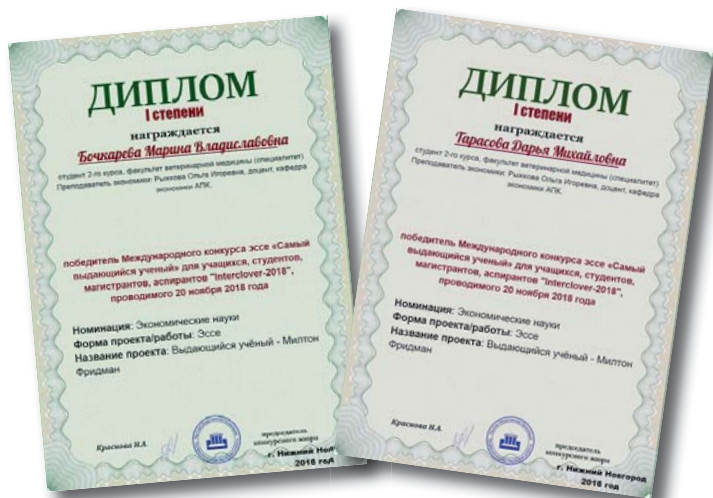 ДИПЛОМ
I степени
награждается
Бочкарева Марина Владиславовна
студент 2-го курса, факультет ветеринарной медицины (специалитет)
Преподаватель экономики: Рыжкова Ольга Игоревна, доцент, кафедра
экономики АПК.
победитель Международного конкурса эссе «Самый
выдающийся ученый» для учащихся, студентов,
магистрантов, аспирантов "Interclover-2018",
проводимого 20 ноября 2018 года
Номинация: Экономические науки
Форма проекта/работы: Эссе
Название проекта: Выдающийся учёный - Милтон
Фридман
Краснова Н.А.
председатель
конкурсного жюри
г. Нижний Нов
2018 год
ДИПЛОМ
I степени
награждается
Тарасова Дарья Михайловна
студент 2-го курса, факультет ветеринарной медицины (специалитет)
Преподаватель экономики: Рыжкова Ольга Игоревна, доцент, кафедра
экономики АПК.
победитель Международного конкурса эссе «Самый
выдающийся ученый» для учащихся, студентов,
магистрантов, аспирантов "Interclover-2018",
проводимого 20 ноября 2018 года
Номинация: Экономические науки
Форма проекта/работы: Эссе
Название проекта: Выдающийся учёный - Милтон
Фридман
Краснова Н.А.
председатель
конкурсного жюри
г. Нижний Новгород
2018 год